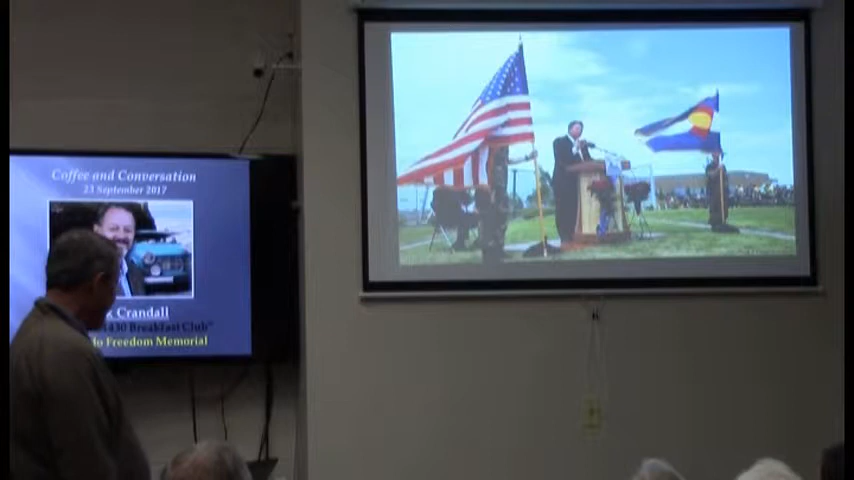 Coffee and Conversation
23 September 2017
Crandall
1430 Breakfast Club"
Freedom Memorial